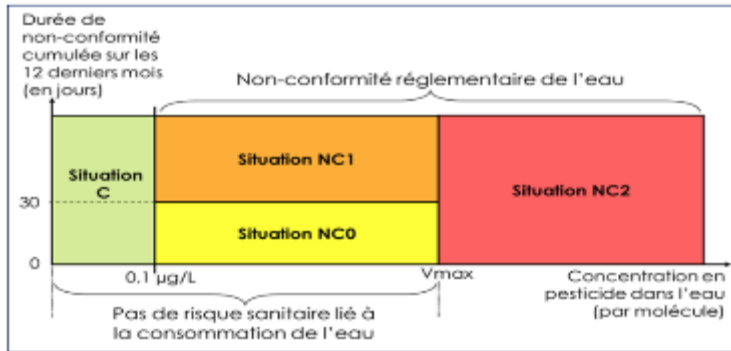 Durée de
non-conformité
cumulée sur les
12 derniers mois
(en jours)
Non-conformité réglementaire de l'eau
Situation
C
Situation NC1
Situation NC2
30
Situation NC0
0
0,1 µg/L
Vmax
Concentration en
pesticide dans l'eau
(par molécule)
Pas de risque sanitaire lié à
la consommation de l'eau